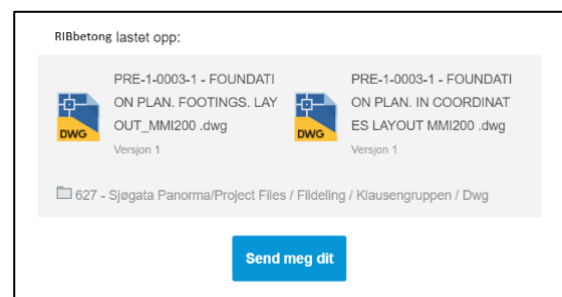 RIBbetong lastet opp:
PRE-1-0003-1 - FOUNDATI
ON PLAN. FOOTINGS. LAY
OUT_MMI200 .dwg
Versjon 1
DWG
PRE-1-0003-1 - FOUNDATI
ON PLAN. IN COORDINAT
ES LAYOUT MMI200 .dwg
Versjon 1
DWG
627 - Sjøgata Panorma/Project Files / Fildeling / Klausengruppen / Dwg
Send meg dit